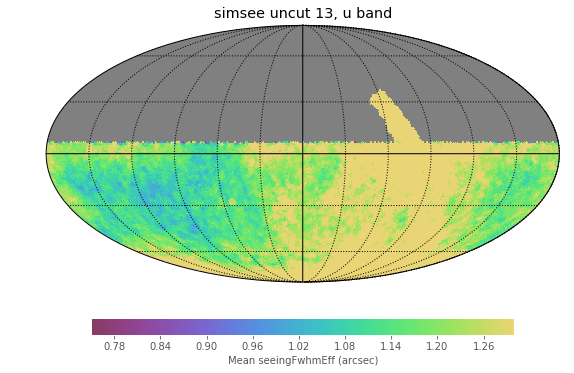 simsee uncut 13, u band
0.78 0.84 0.90 0.96 1.02 1.08 1.14 1.20 1.26
Mean seeingFwhmEff (arcsec)